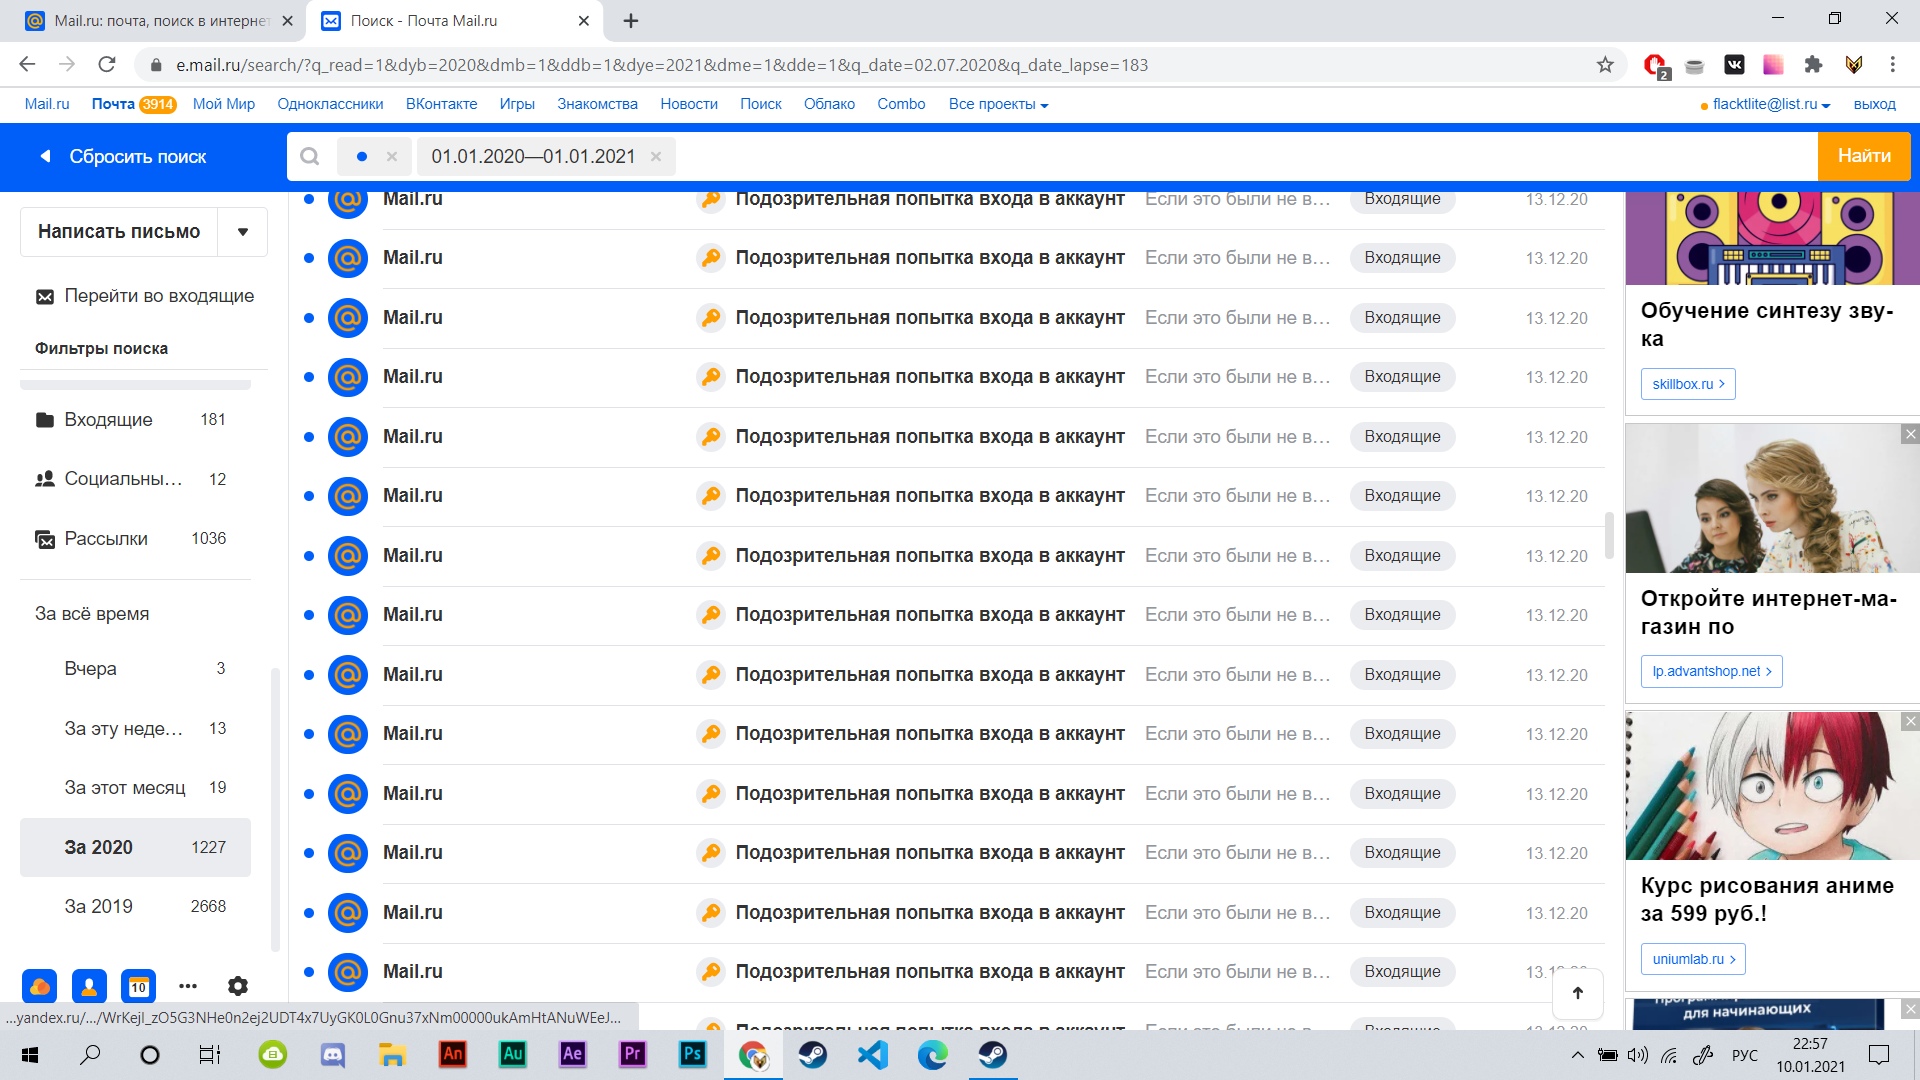 Mail.ru: почта, поиск в интернет
Поиск - Почта Mail.ru
e.mail.ru/search/?q_read=1&dyb=2020&dmb=1&ddb=1&dye=2021&dme=1&dde=1&q_date=02.07.2020&q_date_lapse=183
2
Mail.ru Почта 3914 Мой Мир Одноклассники ВКонтакте Игры Знакомства Новости Поиск Облако Combo Все проекты flacktlite@list.ru выход
Сбросить поиск
01.01.2020—01.01.2021
Найти
Написать письмо
Перейти во входящие
Фильтры поиска
Входящие 181
Социальны... 12
Рассылки 1036
За всё время
Вчера 3
За эту неде... 13
За этот месяц 19
За 2020 1227
За 2019 2668
10
Mail.ru Подозрительная попытка входа в аккаунт Если это были не в... Входящие 13.12.20
Mail.ru Подозрительная попытка входа в аккаунт Если это были не в... Входящие 13.12.20
Mail.ru Подозрительная попытка входа в аккаунт Если это были не в... Входящие 13.12.20
Mail.ru Подозрительная попытка входа в аккаунт Если это были не в... Входящие 13.12.20
Mail.ru Подозрительная попытка входа в аккаунт Если это были не в... Входящие 13.12.20
Mail.ru Подозрительная попытка входа в аккаунт Если это были не в... Входящие 13.12.20
Mail.ru Подозрительная попытка входа в аккаунт Если это были не в... Входящие 13.12.20
Mail.ru Подозрительная попытка входа в аккаунт Если это были не в... Входящие 13.12.20
Mail.ru Подозрительная попытка входа в аккаунт Если это были не в... Входящие 13.12.20
Mail.ru Подозрительная попытка входа в аккаунт Если это были не в... Входящие 13.12.20
Mail.ru Подозрительная попытка входа в аккаунт Если это были не в... Входящие 13.12.20
Mail.ru Подозрительная попытка входа в аккаунт Если это были не в... Входящие 13.12.20
Mail.ru Подозрительная попытка входа в аккаунт Если это были не в... Входящие 13.12.20
Mail.ru Подозрительная попытка входа в аккаунт Если это были не в... Входящие
Обучение синтезу зву-
ка
skillbox.ru
Откройте интернет-ма-
газин по
lp.advantshop.net
Курс рисования аниме
за 599 руб.!
uniumlab.ru
для начинающих
...yandex.ru/.../WrKejI_zO5G3NHe0n2ej2UDT4x7UyGK0L0Gnu37xNm00000ukAmHtANuWEeJ...
An Au Ae Pr Ps
РУС
22:57
10.01.2021